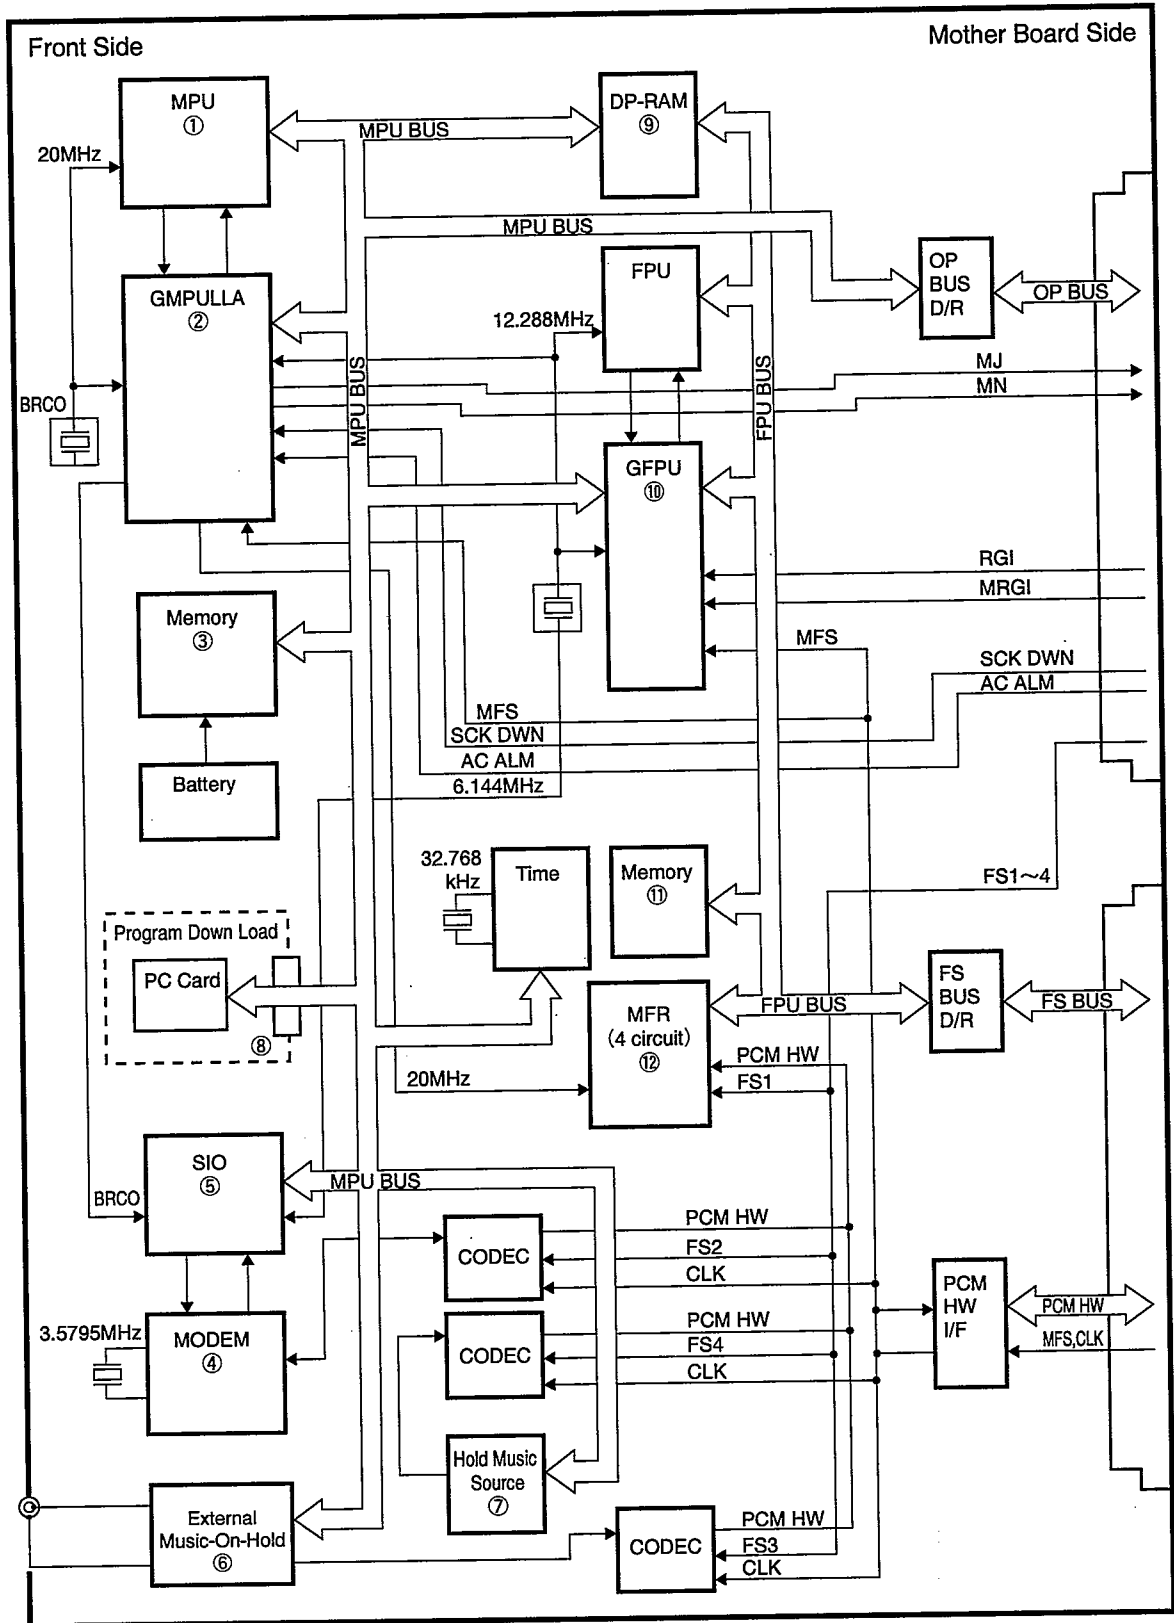 Front Side
Mother Board Side
MPU
①
DP-RAM
⑨
MPU BUS
20MHz
MPU BUS
FPU
OP
BUS
D/R
OP BUS
GMPULLA
②
12.288MHz
MJ
MN
BRCO
MPU BUS
FPU BUS
GFPU
⑩
RGI
MRGI
MFS
Memory
③
SCK DWN
AC ALM
MFS
SCK DWN
AC ALM
6.144MHz
Battery
32.768
kHz
Time
Memory
⑪
FS1~4
Program Down Load
PC Card
⑧
MFR
(4 circuit)
⑫
FPU BUS
FS
BUS
D/R
FS BUS
PCM HW
FS1
20MHz
SIO
⑤
MPU BUS
BRCO
CODEC
PCM HW
FS2
CLK
PCM
HW
I/F
PCM HW
MFS,CLK
3.5795MHz
MODEM
④
CODEC
PCM HW
FS4
CLK
Hold Music
Source
⑦
External
Music-On-Hold
⑥
CODEC
PCM HW
FS3
CLK